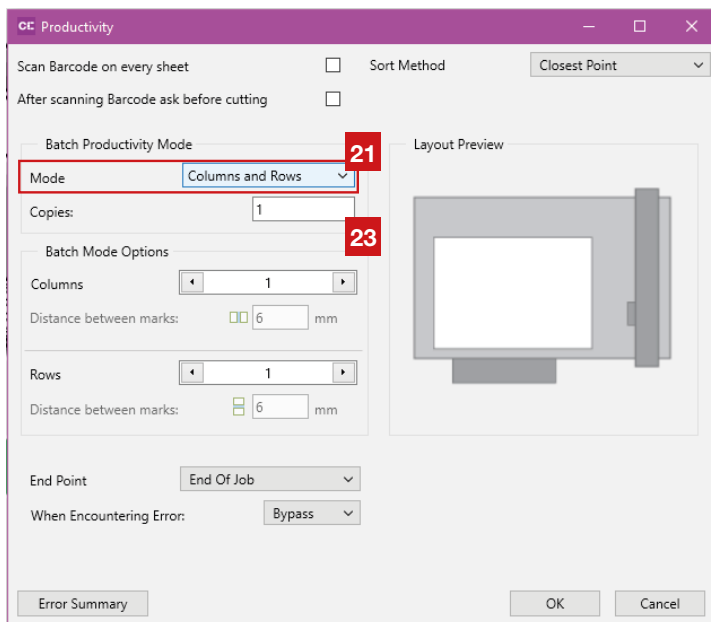 CE Productivity
Scan Barcode on every sheet
Sort Method
Closest Point
After scanning Barcode ask before cutting
Batch Productivity Mode
21
Layout Preview
Mode
Columns and Rows
Copies:
1
23
Batch Mode Options
Columns
1
Distance between marks:
6
mm
Rows
1
Distance between marks:
6
mm
End Point
End Of Job
When Encountering Error:
Bypass
Error Summary
OK
Cancel